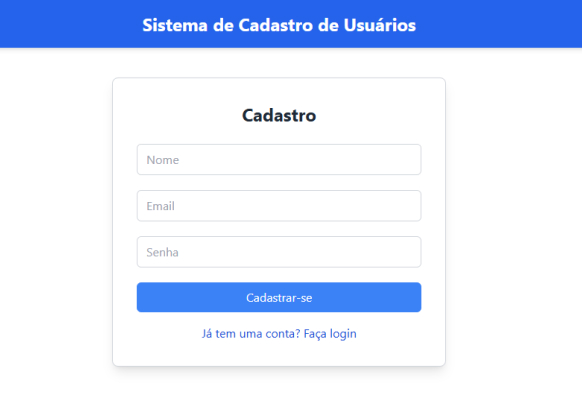 Sistema de Cadastro de Usuários
Cadastro
Nome
Email
Senha
Cadastrar-se
Já tem uma conta? Faça login